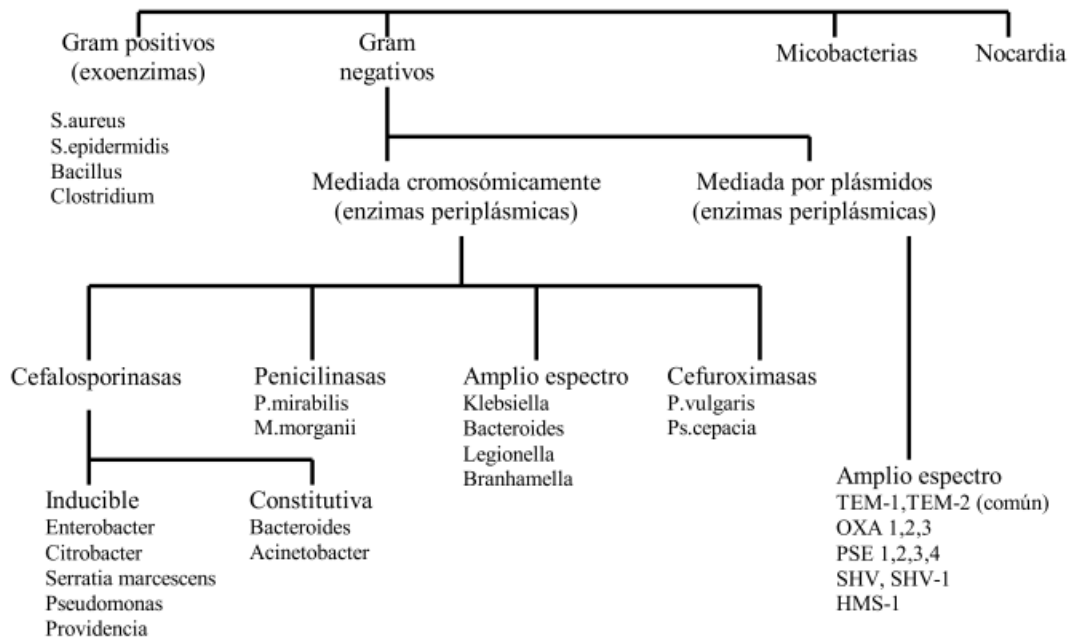 Gram positivos
(exoenzimas)
S.aureus
S.epidermidis
Bacillus
Clostridium
Gram
negativos
Micobacterias
Nocardia
Mediada cromosómicamente
(enzimas periplásmicas)
Mediada por plásmidos
(enzimas periplásmicas)
Cefalosporinasas
Penicilinasas
P.mirabilis
M.morganii
Amplio espectro
Klebsiella
Bacteroides
Legionella
Branhamella
Cefuroximasas
P.vulgaris
Ps.cepacia
Inducible
Enterobacter
Citrobacter
Serratia marcescens
Pseudomonas
Providencia
Constitutiva
Bacteroides
Acinetobacter
Amplio espectro
TEM-1,TEM-2 (común)
OXA 1,2,3
PSE 1,2,3,4
SHV, SHV-1
HMS-1